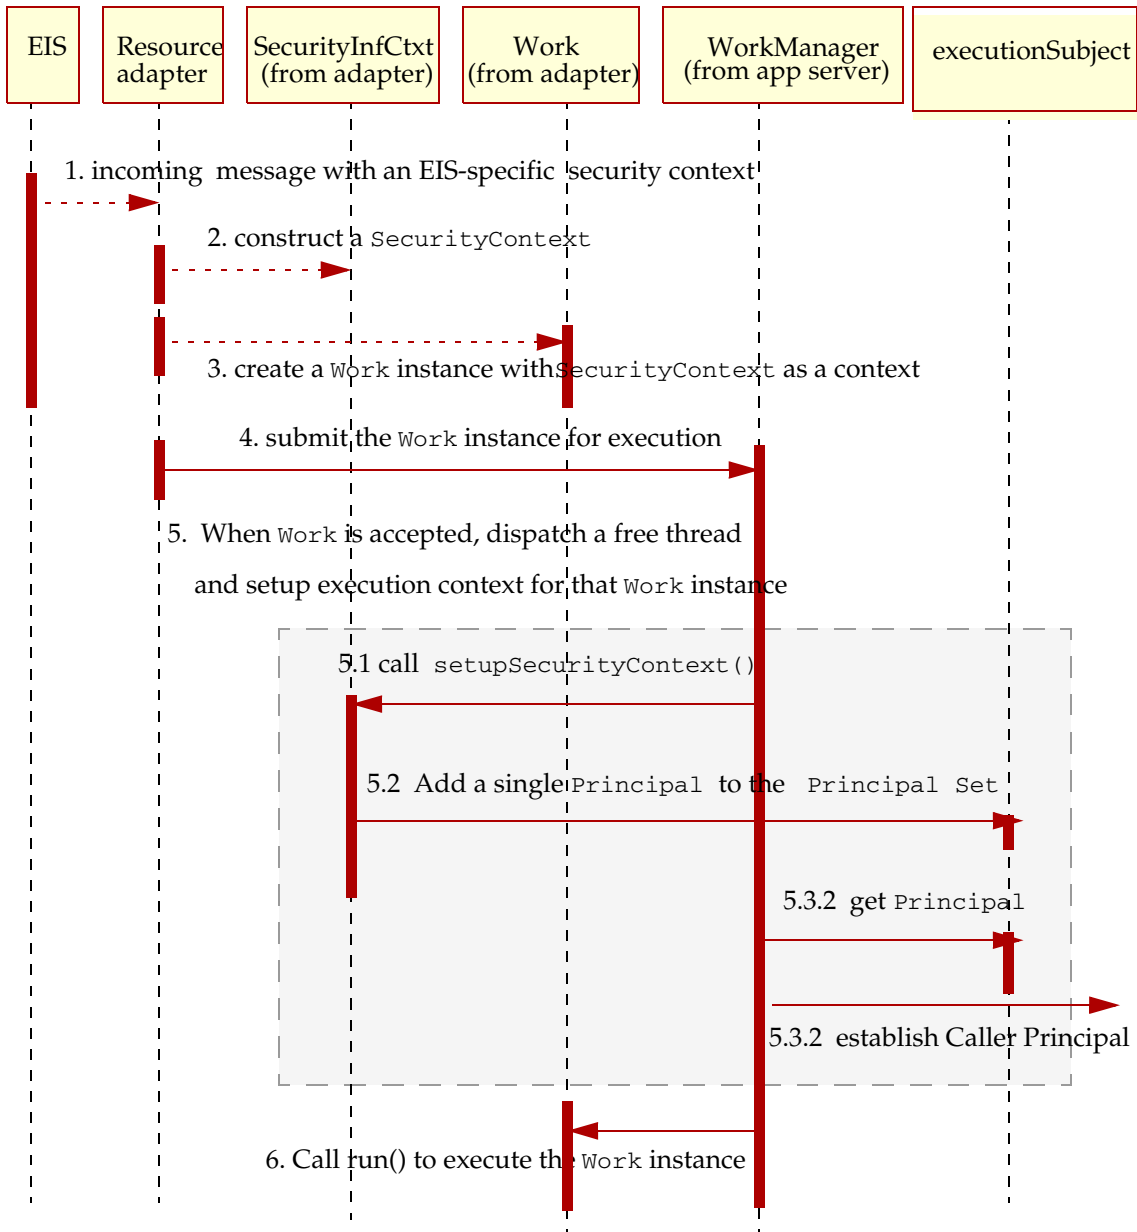 EIS
Resource
adapter
SecurityInfCtxt
(from adapter)
Work
(from adapter)
WorkManager
(from app server)
executionSubject
1. incoming message with an EIS-specific security context
2. construct a SecurityContext
3. create a Work instance withSecurityContext as a context
4. submit the Work instance for execution
5. When Work is accepted, dispatch a free thread
and setup execution context for that Work instance
5.1 call setupSecurityContext()
5.2 Add a single Principal to the Principal Set
5.3.2 get Principal
5.3.2 establish Caller Principal
6. Call run() to execute the Work instance